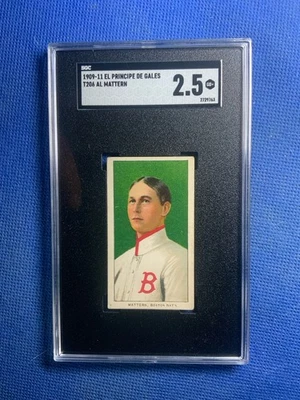 SGC
1909-11 EL PRINCIPE DE GALES
T206 AL MATTERN
2.5
B
MATTERN, BOSTON NAT'L